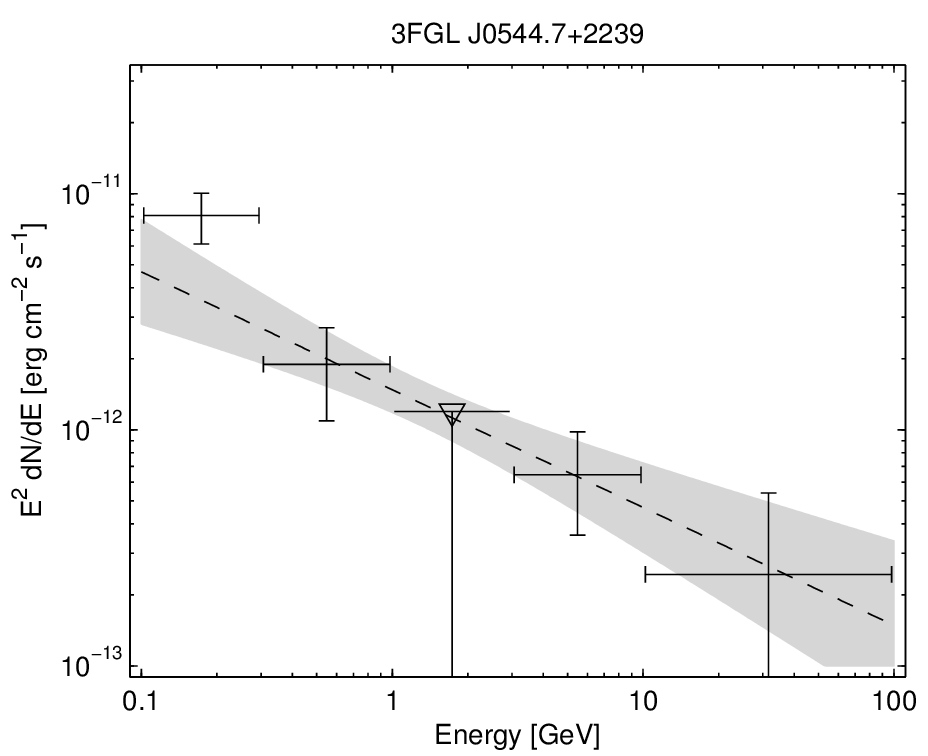 3FGL J0544.7+2239
10⁻¹¹
10⁻¹²
10⁻¹³
E² dN/dE [erg cm⁻² s⁻¹]
0.1 1 10 100
Energy [GeV]